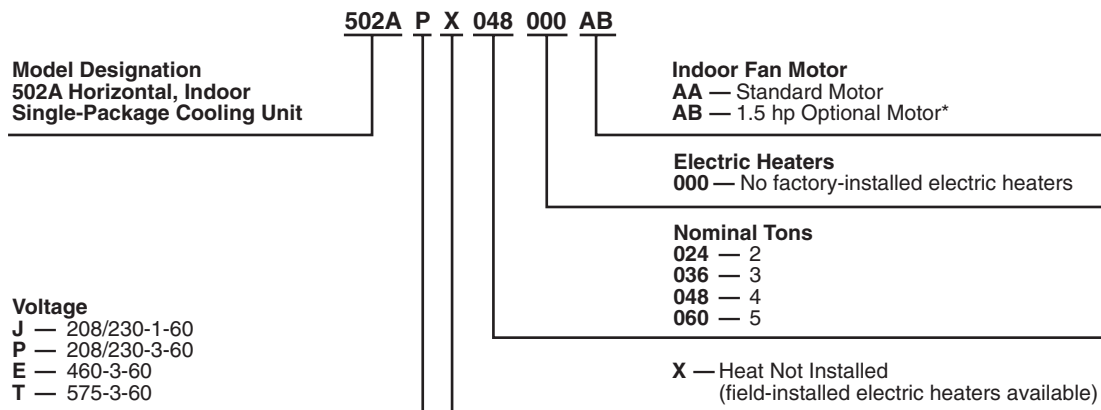 502A P X 048 000 AB
Model Designation
502A Horizontal, Indoor
Single-Package Cooling Unit
Indoor Fan Motor
AA — Standard Motor
AB — 1.5 hp Optional Motor*
Electric Heaters
000 — No factory-installed electric heaters
Nominal Tons
024 — 2
036 — 3
048 — 4
060 — 5
Voltage
J — 208/230-1-60
P — 208/230-3-60
E — 460-3-60
T — 575-3-60
X — Heat Not Installed
(field-installed electric heaters available)